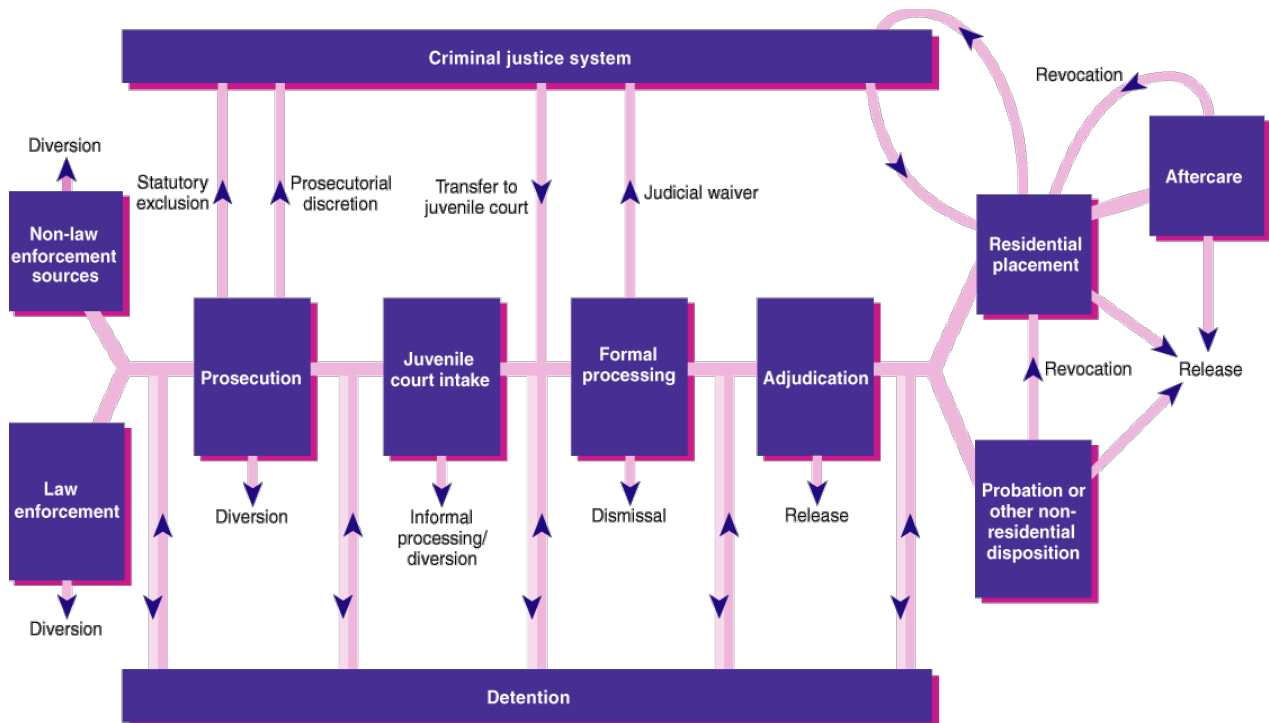 Criminal justice system
Revocation
Diversion
Aftercare
Statutory
exclusion
Prosecutorial
discretion
Transfer to
juvenile court
Judicial waiver
Non-law
enforcement
sources
Residential
placement
Prosecution
Juvenile
court intake
Formal
processing
Adjudication
Revocation
Release
Law
enforcement
Diversion
Informal
processing/
diversion
Dismissal
Release
Probation or
other non-
residential
disposition
Diversion
Detention